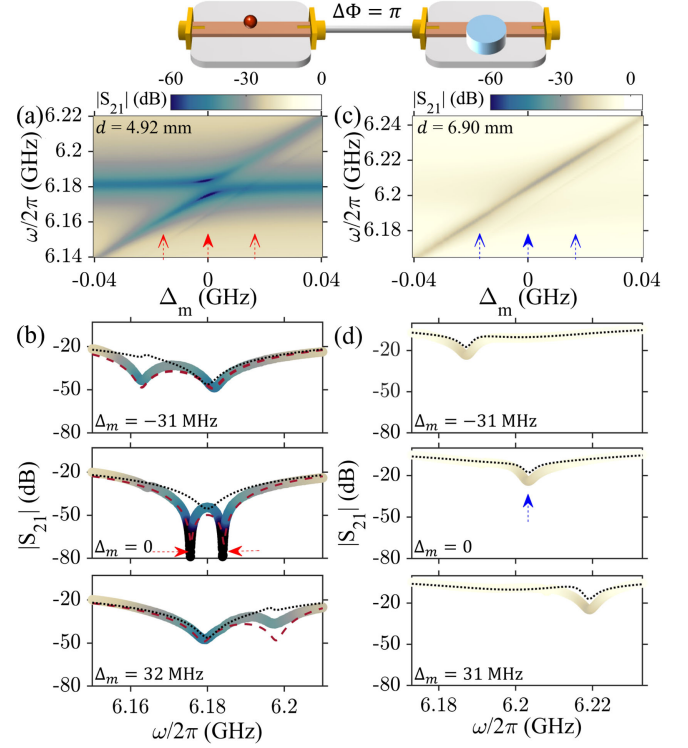 ΔΦ = π
|S21| (dB) -60 -30 0
|S21| (dB) -60 -30 0
(a) 6.22 d = 4.92 mm
6.2
6.18
6.16
6.14
ω/2π (GHz)
-0.04 0 0.04
Δm (GHz)
(c) 6.24 d = 6.90 mm
6.22
6.2
6.18
ω/2π (GHz)
-0.04 0 0.04
Δm (GHz)
(b)
-20
-50
-80
Δm = −31 MHz
-20
-50
-80
Δm = 0
|S21| (dB)
-20
-50
-80
Δm = 32 MHz
6.16 6.18 6.2
ω/2π (GHz)
(d)
-20
-50
-80
Δm = −31 MHz
-20
-50
-80
Δm = 0
|S21| (dB)
-20
-50
-80
Δm = 31 MHz
6.18 6.2 6.22
ω/2π (GHz)